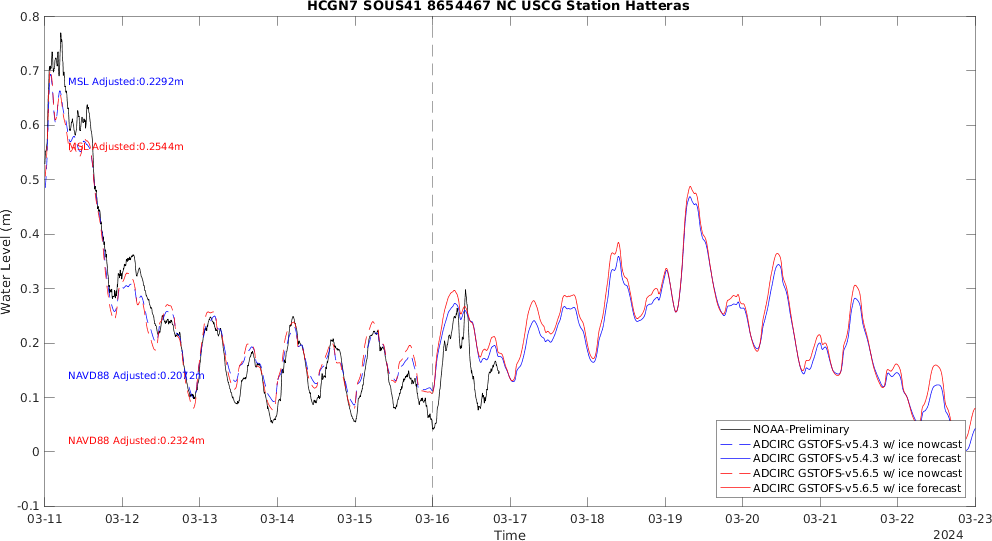 HCGN7 SOUS41 8654467 NC USCG Station Hatteras
0.8
0.7
0.6
0.5
0.4
0.3
0.2
0.1
0
-0.1
Water Level (m)
MSL Adjusted:0.2292m
MSL Adjusted:0.2544m
NAVD88 Adjusted:0.2072m
NAVD88 Adjusted:0.2324m
NOAA-Preliminary
ADCIRC GSTOFS-v5.4.3 w/ ice nowcast
ADCIRC GSTOFS-v5.4.3 w/ ice forecast
ADCIRC GSTOFS-v5.6.5 w/ ice nowcast
ADCIRC GSTOFS-v5.6.5 w/ ice forecast
03-11 03-12 03-13 03-14 03-15 03-16 03-17 03-18 03-19 03-20 03-21 03-22 03-23
Time
2024